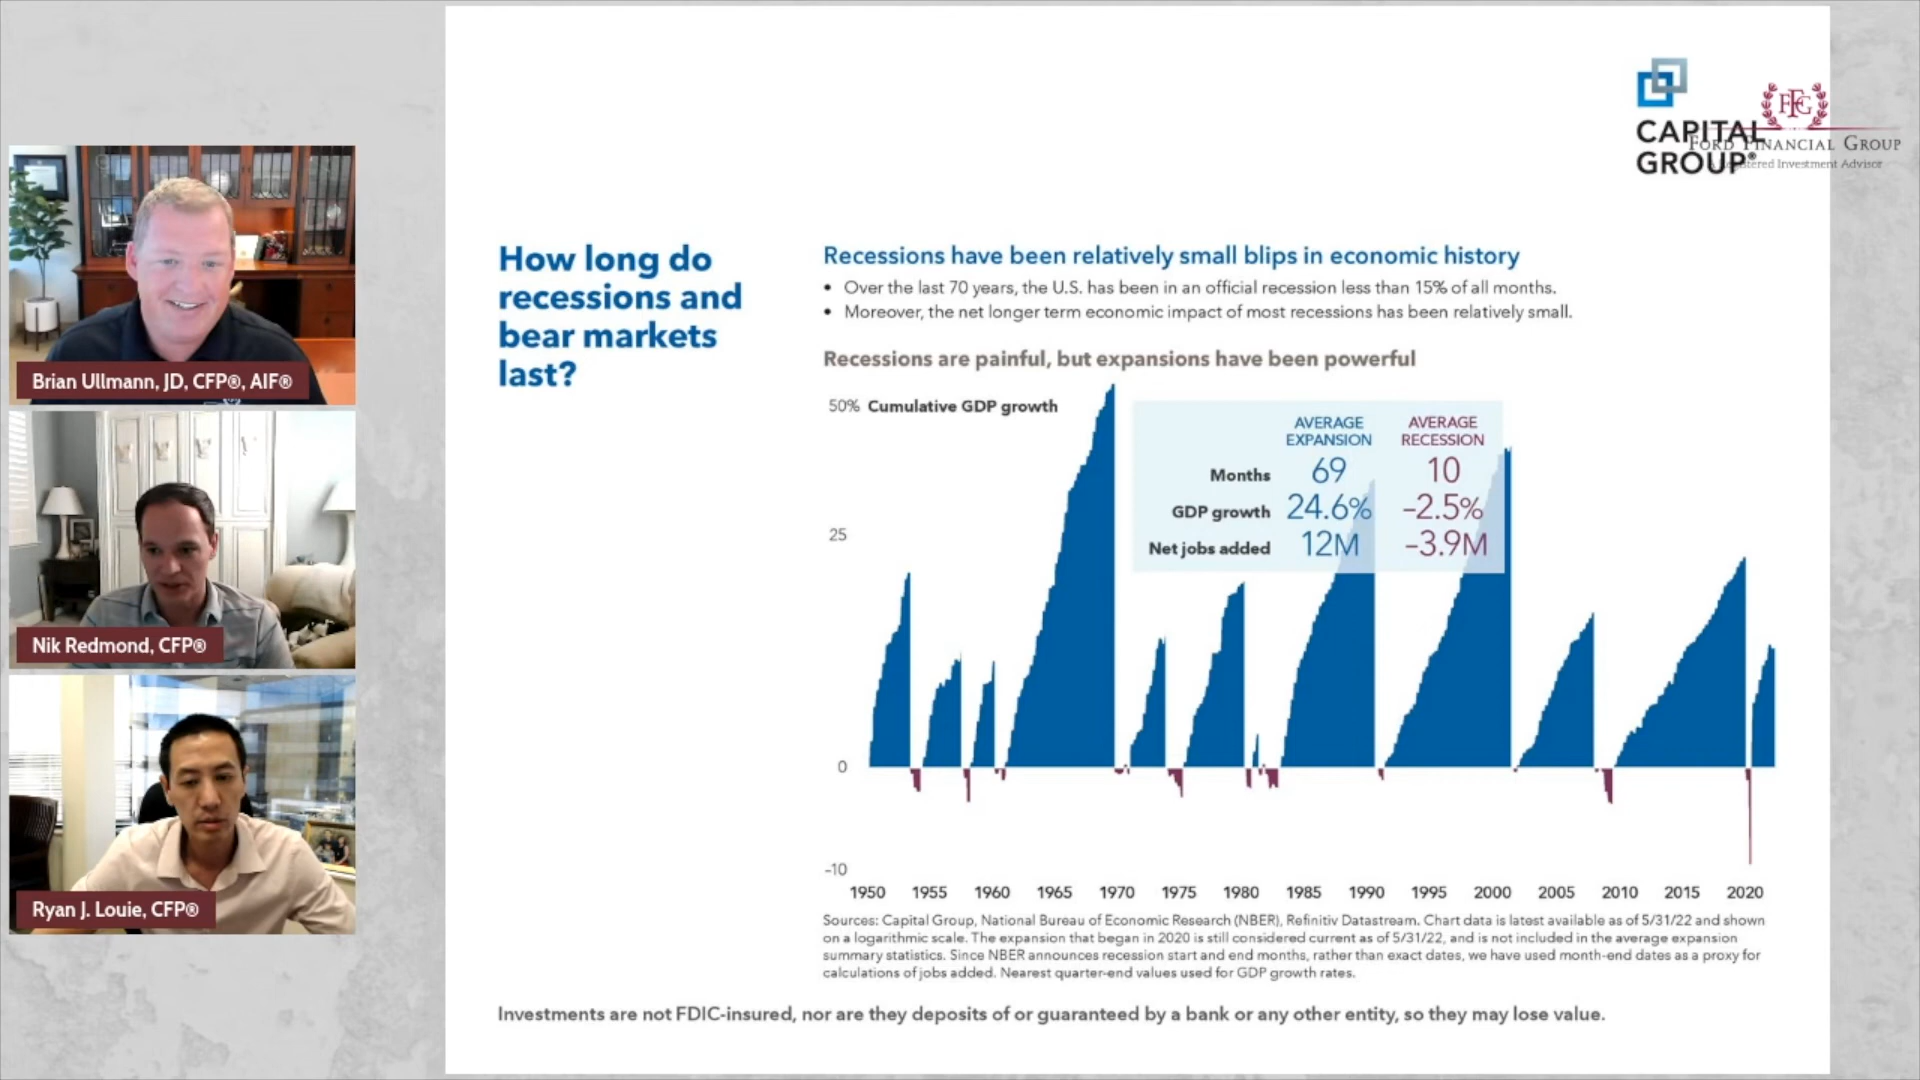 Brian Ullmann, JD, CFP®, AIF®
Nik Redmond, CFP®
Ryan J. Louie, CFP®
CAPITAL
GROUP®
FFG
FORD FINANCIAL GROUP
Investment Advisor
How long do
recessions and
bear markets
last?
Recessions have been relatively small blips in economic history
• Over the last 70 years, the U.S. has been in an official recession less than 15% of all months.
• Moreover, the net longer term economic impact of most recessions has been relatively small.
Recessions are painful, but expansions have been powerful
50% Cumulative GDP growth
25
0
-10
AVERAGE EXPANSION AVERAGE RECESSION
Months 69 10
GDP growth 24.6% –2.5%
Net jobs added 12M –3.9M
1950 1955 1960 1965 1970 1975 1980 1985 1990 1995 2000 2005 2010 2015 2020
Sources: Capital Group, National Bureau of Economic Research (NBER), Refinitiv Datastream. Chart data is latest available as of 5/31/22 and shown
on a logarithmic scale. The expansion that began in 2020 is still considered current as of 5/31/22, and is not included in the average expansion
summary statistics. Since NBER announces recession start and end months, rather than exact dates, we have used month-end dates as a proxy for
calculations of jobs added. Nearest quarter-end values used for GDP growth rates.
Investments are not FDIC-insured, nor are they deposits of or guaranteed by a bank or any other entity, so they may lose value.